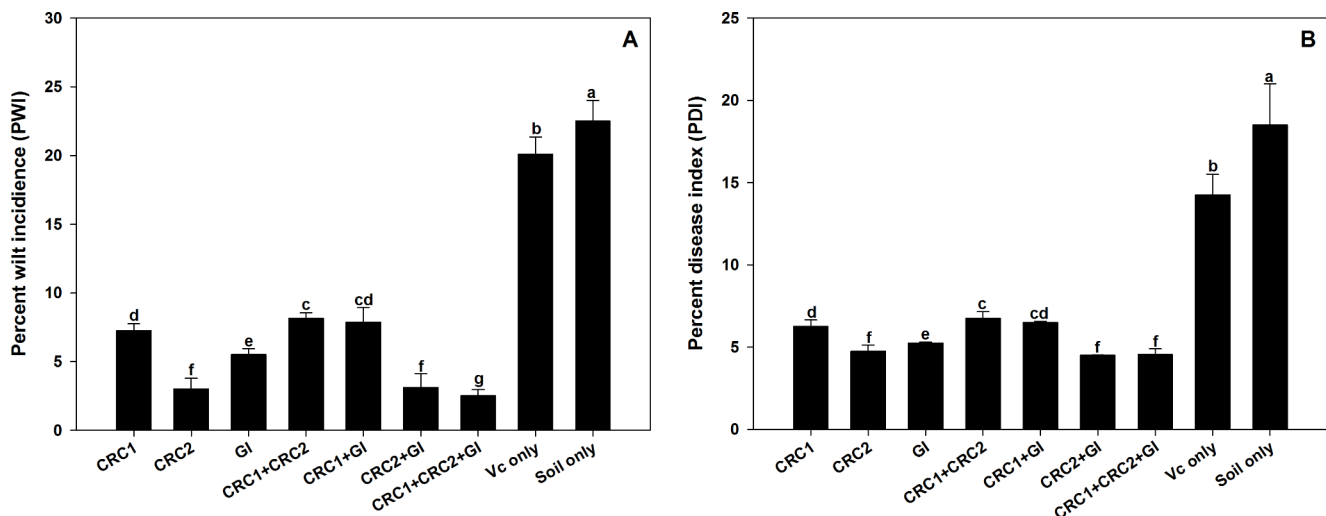 A
Percent wilt incidience (PWI)
30
25
20
15
10
5
0
d
f
e
c
cd
f
g
b
a
CRC1
CRC2
GI
CRC1+CRC2
CRC1+GI
CRC2+GI
CRC1+CRC2+GI
Vc only
Soil only
B
Percent disease index (PDI)
25
20
15
10
5
0
d
f
e
c
cd
f
f
b
a
CRC1
CRC2
GI
CRC1+CRC2
CRC1+GI
CRC2+GI
CRC1+CRC2+GI
Vc only
Soil only